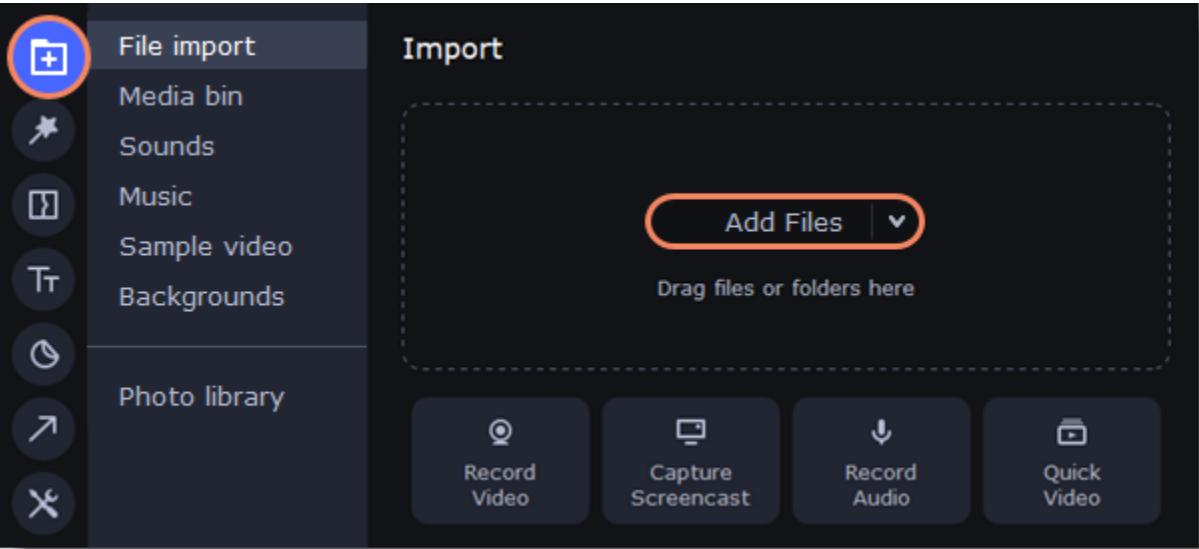 File import
Media bin
Sounds
Music
Sample video
Backgrounds
Photo library
Import
Add Files
Drag files or folders here
Record
Video
Capture
Screencast
Record
Audio
Quick
Video